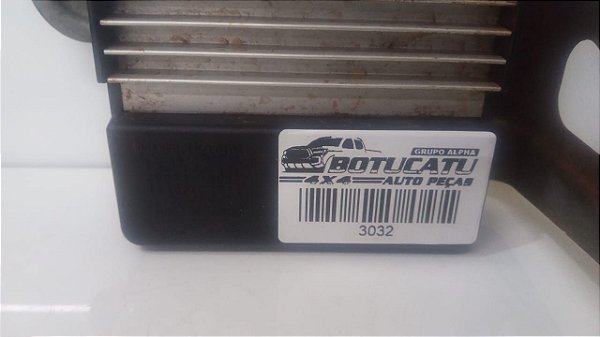 GRUPO ALPHA
BOTUCATU
4X4 AUTO PEÇAS
3032